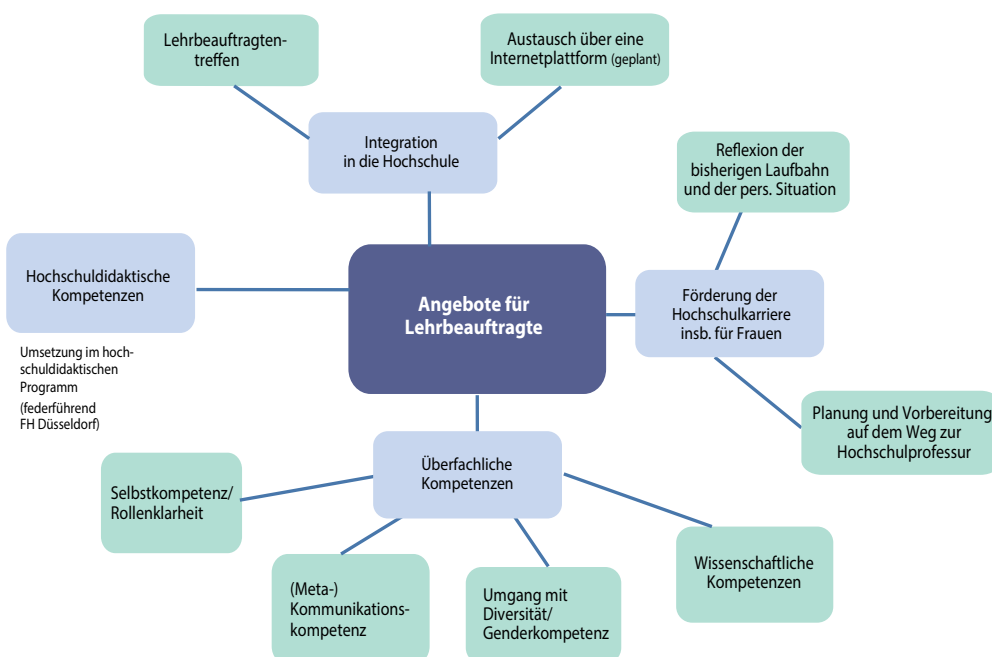 Lehrbeauftragten-
treffen
Austausch über eine
Internetplattform (geplant)
Integration
in die Hochschule
Reflexion der
bisherigen Laufbahn
und der pers. Situation
Hochschuldidaktische
Kompetenzen
Angebote für
Lehrbeauftragte
Förderung der
Hochschulkarriere
insb. für Frauen
Umsetzung im hoch-
schuldidaktischen
Programm
(federführend
FH Düsseldorf)
Planung und Vorbereitung
auf dem Weg zur
Hochschulprofessur
Überfachliche
Kompetenzen
Selbstkompetenz/
Rollenklarheit
(Meta-)
Kommunikations-
kompetenz
Umgang mit
Diversität/
Genderkompetenz
Wissenschaftliche
Kompetenzen